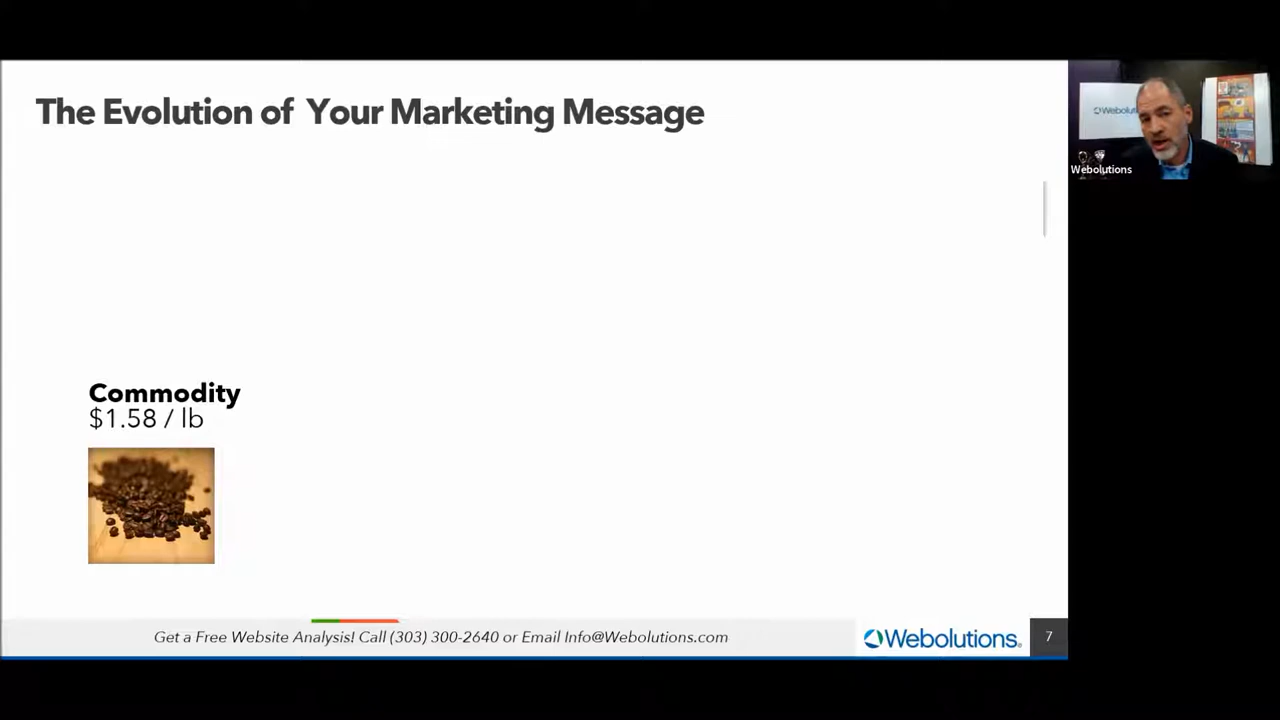 The Evolution of Your Marketing Message
Webolutions
Commodity
$1.58 / lb
Get a Free Website Analysis! Call (303) 300-2640 or Email Info@Webolutions.com
Webolutions.
7